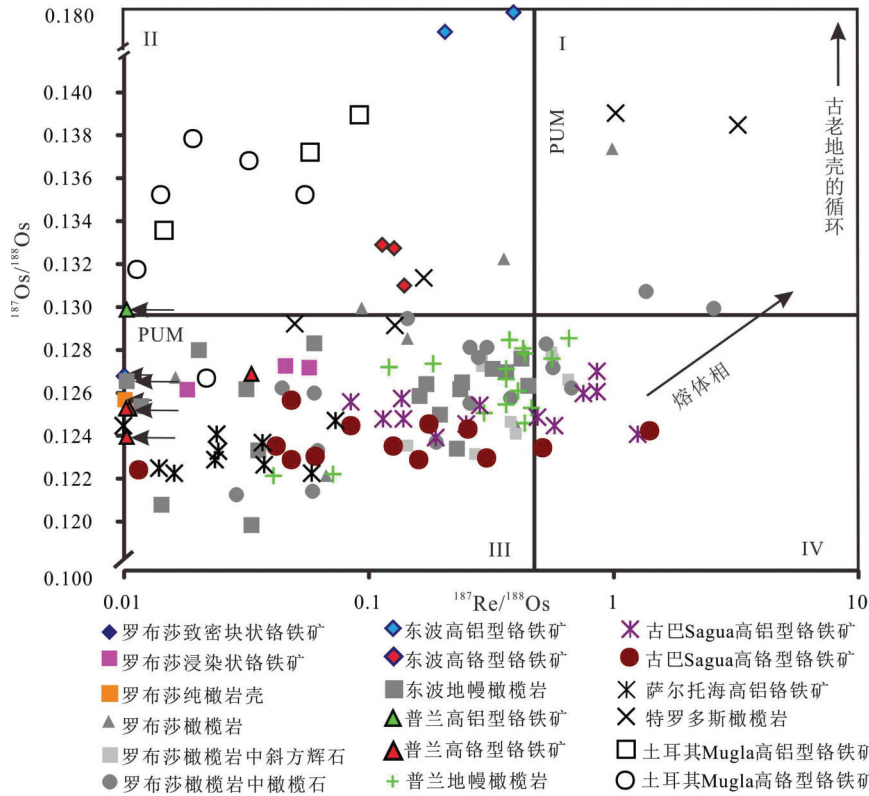 0.180
II
I
0.140
0.138
PUM
古老地壳的循环
0.136
0.134
0.132
¹⁸⁷Os/¹⁸⁸Os
0.130
PUM
0.128
熔体相
0.126
0.124
0.122
0.120
III
IV
0.100
0.01
0.1
¹⁸⁷Re/¹⁸⁸Os
1
10
罗布莎致密块状铬铁矿
东波高铝型铬铁矿
古巴Sagua高铝型铬铁矿
罗布莎浸染状铬铁矿
东波高铬型铬铁矿
古巴Sagua高铬型铬铁矿
罗布莎纯橄岩壳
东波地幔橄榄岩
萨尔托海高铝铬铁矿
罗布莎橄榄岩
普兰高铝型铬铁矿
特罗多斯橄榄岩
罗布莎橄榄岩中斜方辉石
普兰高铬型铬铁矿
土耳其Mugla高铝型铬铁矿
罗布莎橄榄岩中橄榄石
普兰地幔橄榄岩
土耳其Mugla高铬型铬铁矿